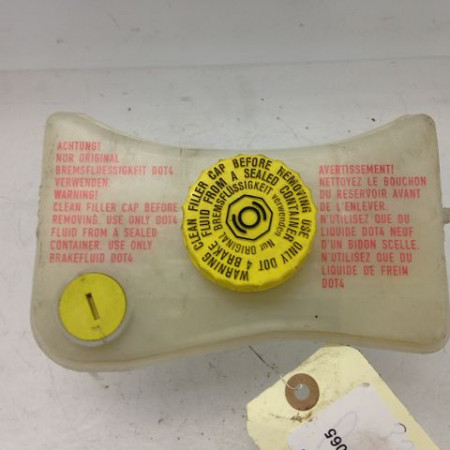 ACHTUNG!
NUR ORIGINAL
BREMSFLOESSIGKEIT DOT4
VERWENDEN
WARNING!
CLEAN FILLER CAP BEFORE
REMOVING. USE ONLY DOT4
FLUID FROM A SEALED
CONTAINER. USE ONLY
BRAKEFLUID DOT4
WARNING CLEAN FILLER CAP BEFORE REMOVING USE ONLY DOT 4 BRAKE
FLUID FROM A SEALED CONTAINER
Nur ORIGINAL BREMSFLÜSSIGKEIT verwenden
AVERTISSEMENT!
NETTOYEZ LE BOUCHON
DU RESERVOIR AVANT
DE L'ENLEVER.
N'UTILISEZ QUE DU
LIQUIDE DOT4 NEUF
D'UN BIDON SCELLE.
N'UTILISEZ QUE DU
LIQUIDE DE FREIN
DOT4
065